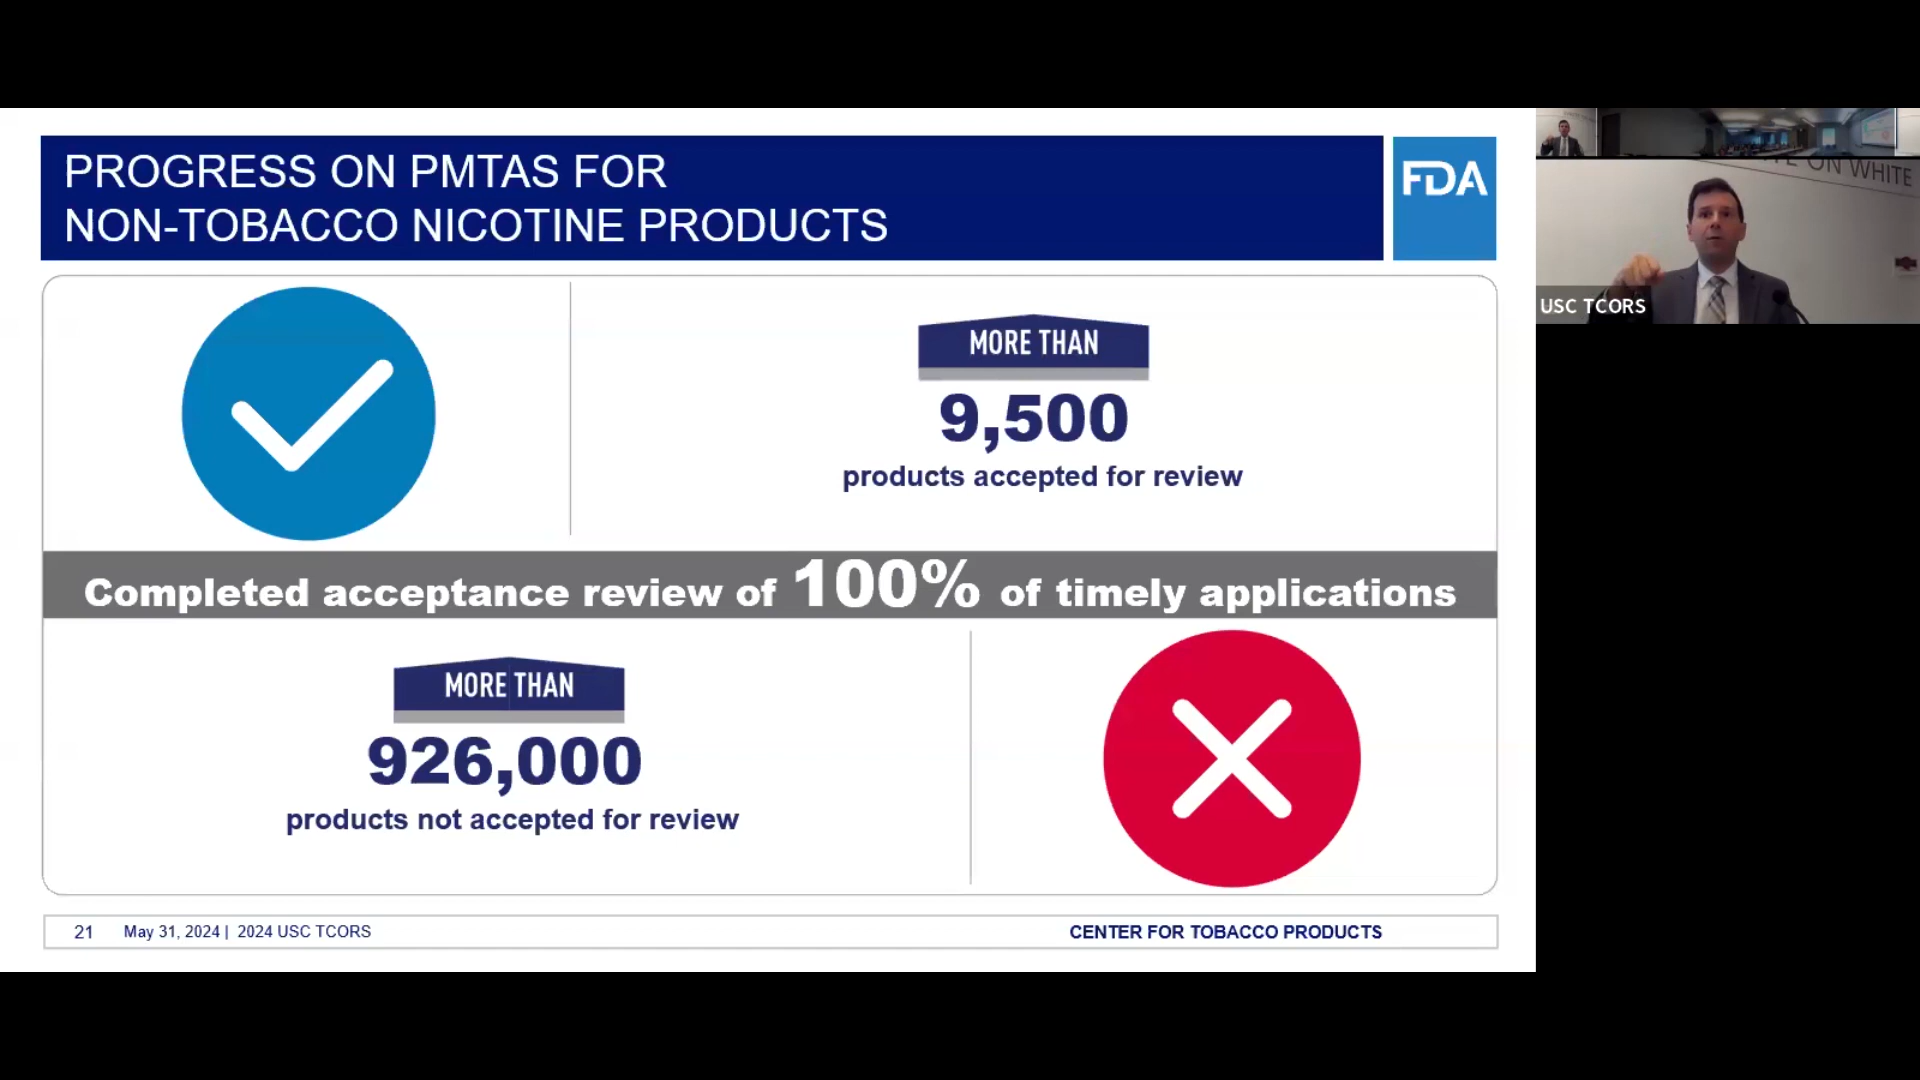 PROGRESS ON PMTAS FOR
NON-TOBACCO NICOTINE PRODUCTS
FDA
MORE THAN
9,500
products accepted for review
Completed acceptance review of 100% of timely applications
MORE THAN
926,000
products not accepted for review
21 May 31, 2024 | 2024 USC TCORS
CENTER FOR TOBACCO PRODUCTS
ON WHITE
USC TCORS